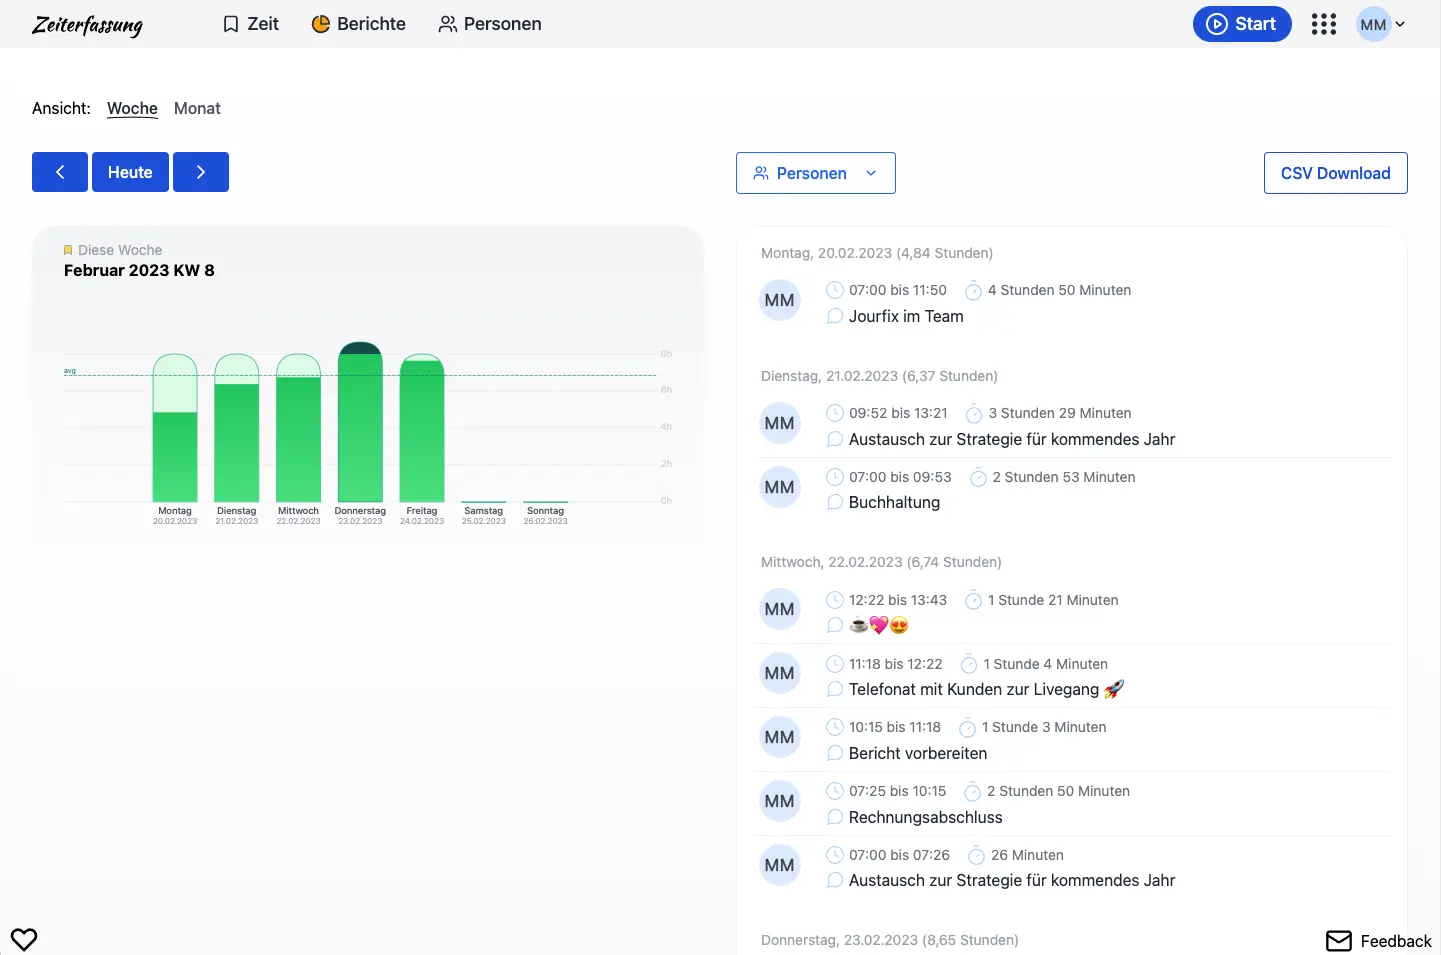 Zeiterfassung
Zeit
Berichte
Personen
Start
MM
Ansicht:
Woche
Monat
Heute
Personen
CSV Download
Diese Woche
Februar 2023 KW 8
avg
8h
6h
4h
2h
0h
Montag
20.02.2023
Dienstag
21.02.2023
Mittwoch
22.02.2023
Donnerstag
23.02.2023
Freitag
24.02.2023
Samstag
25.02.2023
Sonntag
26.02.2023
Montag, 20.02.2023 (4,84 Stunden)
MM
07:00 bis 11:50
4 Stunden 50 Minuten
Jourfix im Team
Dienstag, 21.02.2023 (6,37 Stunden)
MM
09:52 bis 13:21
3 Stunden 29 Minuten
Austausch zur Strategie für kommendes Jahr
MM
07:00 bis 09:53
2 Stunden 53 Minuten
Buchhaltung
Mittwoch, 22.02.2023 (6,74 Stunden)
MM
12:22 bis 13:43
1 Stunde 21 Minuten
☕💖😍
MM
11:18 bis 12:22
1 Stunde 4 Minuten
Telefonat mit Kunden zur Livegang 🚀
MM
10:15 bis 11:18
1 Stunde 3 Minuten
Bericht vorbereiten
MM
07:25 bis 10:15
2 Stunden 50 Minuten
Rechnungsabschluss
MM
07:00 bis 07:26
26 Minuten
Austausch zur Strategie für kommendes Jahr
Donnerstag, 23.02.2023 (8,65 Stunden)
Feedback